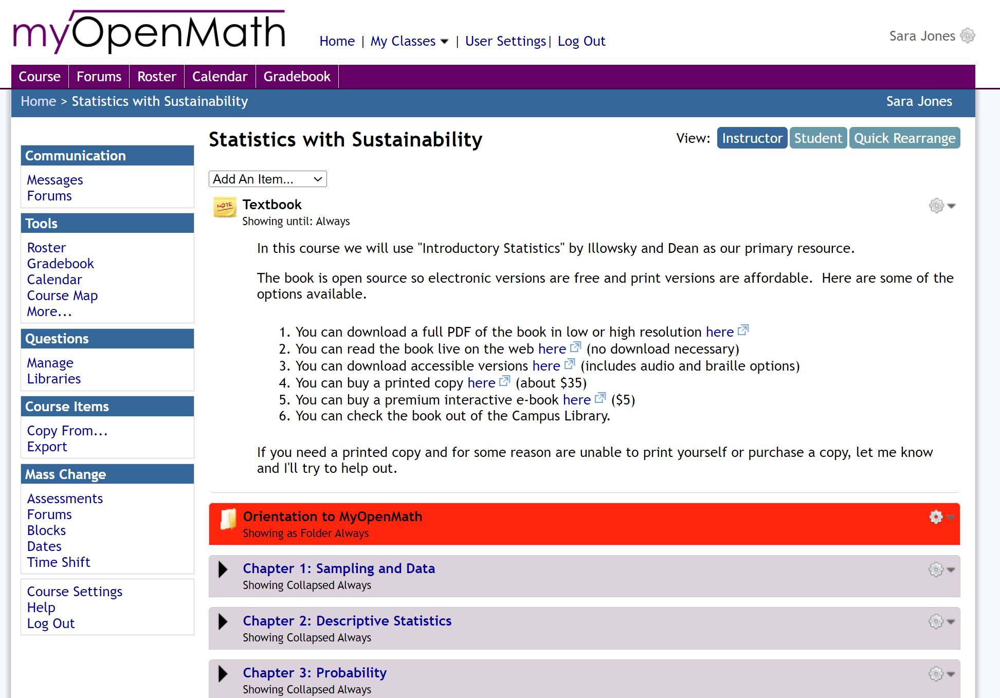 myOpenMath
Home | My Classes | User Settings | Log Out
Sara Jones
Course Forums Roster Calendar Gradebook
Home > Statistics with Sustainability
Sara Jones
Communication
Messages
Forums
Tools
Roster
Gradebook
Calendar
Course Map
More...
Questions
Manage
Libraries
Course Items
Copy From...
Export
Mass Change
Assessments
Forums
Blocks
Dates
Time Shift
Course Settings
Help
Log Out
Statistics with Sustainability
View: Instructor Student Quick Rearrange
Add An Item...
NOTE
Textbook
Showing until: Always
In this course we will use "Introductory Statistics" by Illowsky and Dean as our primary resource.
The book is open source so electronic versions are free and print versions are affordable.  Here are some of the
options available.
1. You can download a full PDF of the book in low or high resolution here
2. You can read the book live on the web here (no download necessary)
3. You can download accessible versions here (includes audio and braille options)
4. You can buy a printed copy here (about $35)
5. You can buy a premium interactive e-book here ($5)
6. You can check the book out of the Campus Library.
If you need a printed copy and for some reason are unable to print yourself or purchase a copy, let me know
and I'll try to help out.
Orientation to MyOpenMath
Showing as Folder Always
Chapter 1: Sampling and Data
Showing Collapsed Always
Chapter 2: Descriptive Statistics
Showing Collapsed Always
Chapter 3: Probability
Showing Collapsed Always